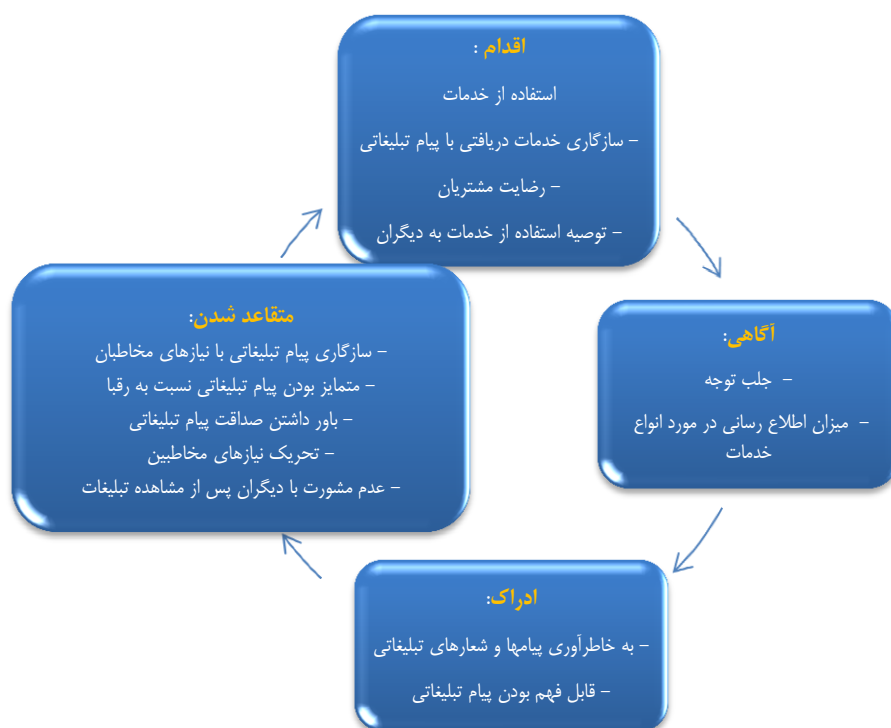 اقدام :
استفاده از خدمات
– سازگاری خدمات دریافتی با پیام تبلیغاتی
– رضایت مشتریان
– توصیه استفاده از خدمات به دیگران
آگاهی:
– جلب توجه
– میزان اطلاع رسانی در مورد انواع
خدمات
ادراک:
– به خاطرآوری پیامها و شعارهای تبلیغاتی
– قابل فهم بودن پیام تبلیغاتی
متقاعد شدن:
– سازگاری پیام تبلیغاتی با نیازهای مخاطبان
– متمایز بودن پیام تبلیغاتی نسبت به رقبا
– باور داشتن صداقت پیام تبلیغاتی
– تحریک نیازهای مخاطبین
– عدم مشورت با دیگران پس از مشاهده تبلیغات